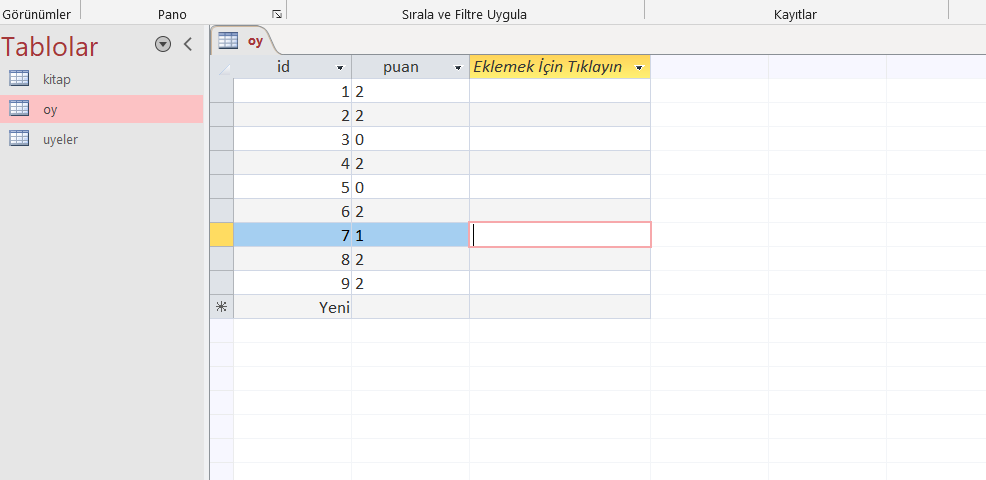 Görünümler Pano Sırala ve Filtre Uygula Kayıtlar
Tablolar
kitap
oy
uyeler
oy
id puan Eklemek İçin Tıklayın
1 2
2 2
3 0
4 2
5 0
6 2
7 1
8 2
9 2
Yeni